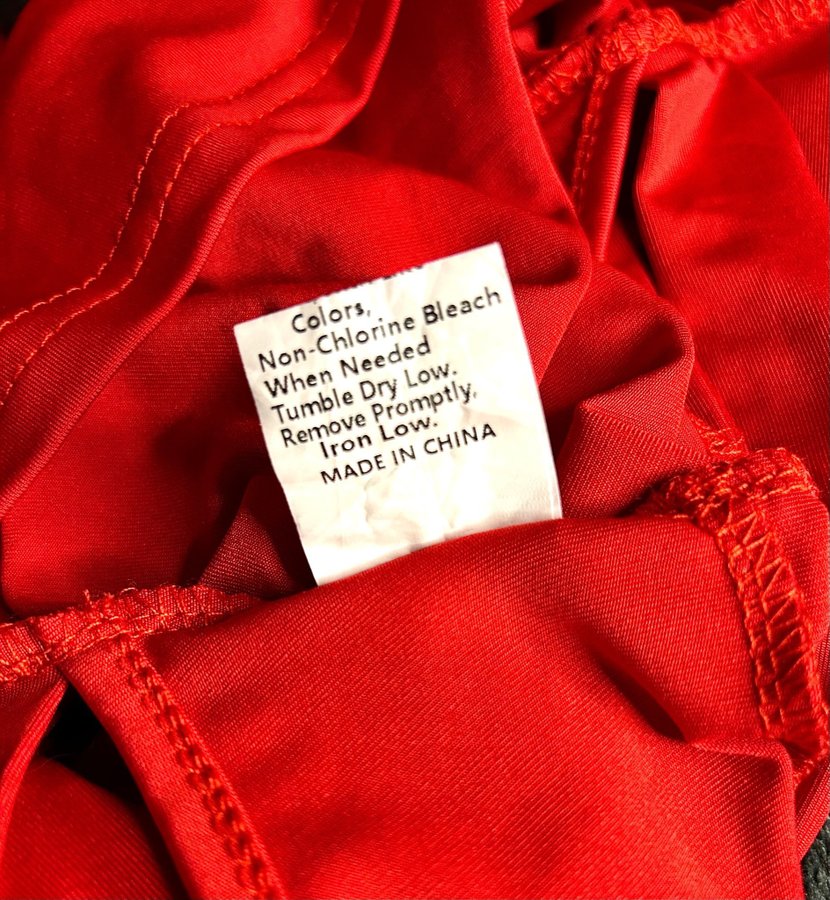 Colors,
Non-Chlorine Bleach
When Needed
Tumble Dry Low.
Remove Promptly,
Iron Low.
MADE IN CHINA